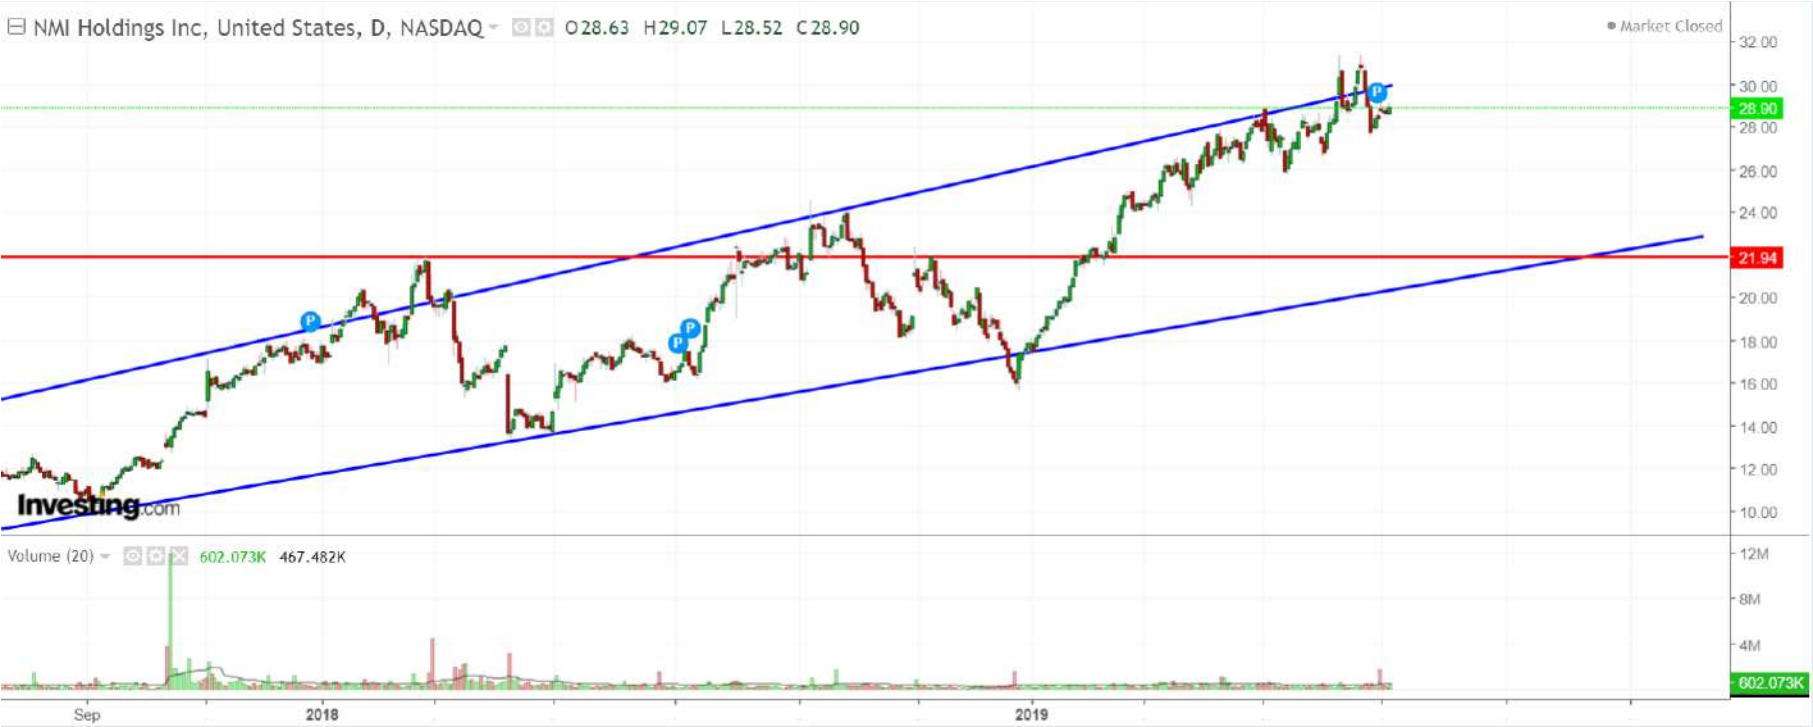 NMI Holdings Inc, United States, D, NASDAQ O28.63 H29.07 L28.52 C28.90
Market Closed
32.00
30.00
28.90
28.00
26.00
24.00
21.94
20.00
18.00
16.00
14.00
12.00
10.00
P
P
P
P
Investing.com
Volume (20) 602.073K 467.482K
12M
8M
4M
602.073K
Sep 2018 2019